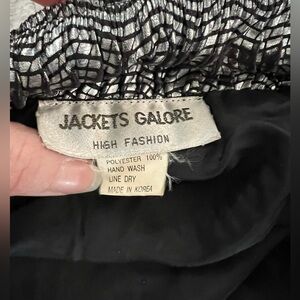 JACKETS GALORE
HIGH FASHION
POLYESTER 100%
HAND WASH
LINE DRY
MADE IN KOREA